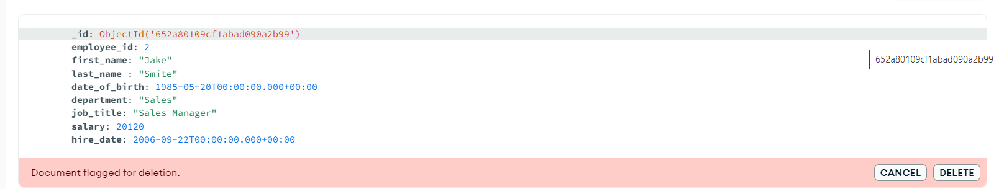 _id: ObjectId('652a80109cf1abad090a2b99')
employee_id: 2
first_name: "Jake"
652a80109cf1abad090a2b99
last_name : "Smite"
date_of_birth: 1985-05-20T00:00:00.000+00:00
department: "Sales"
job_title: "Sales Manager"
salary: 20120
hire_date: 2006-09-22T00:00:00.000+00:00
Document flagged for deletion.
CANCEL DELETE